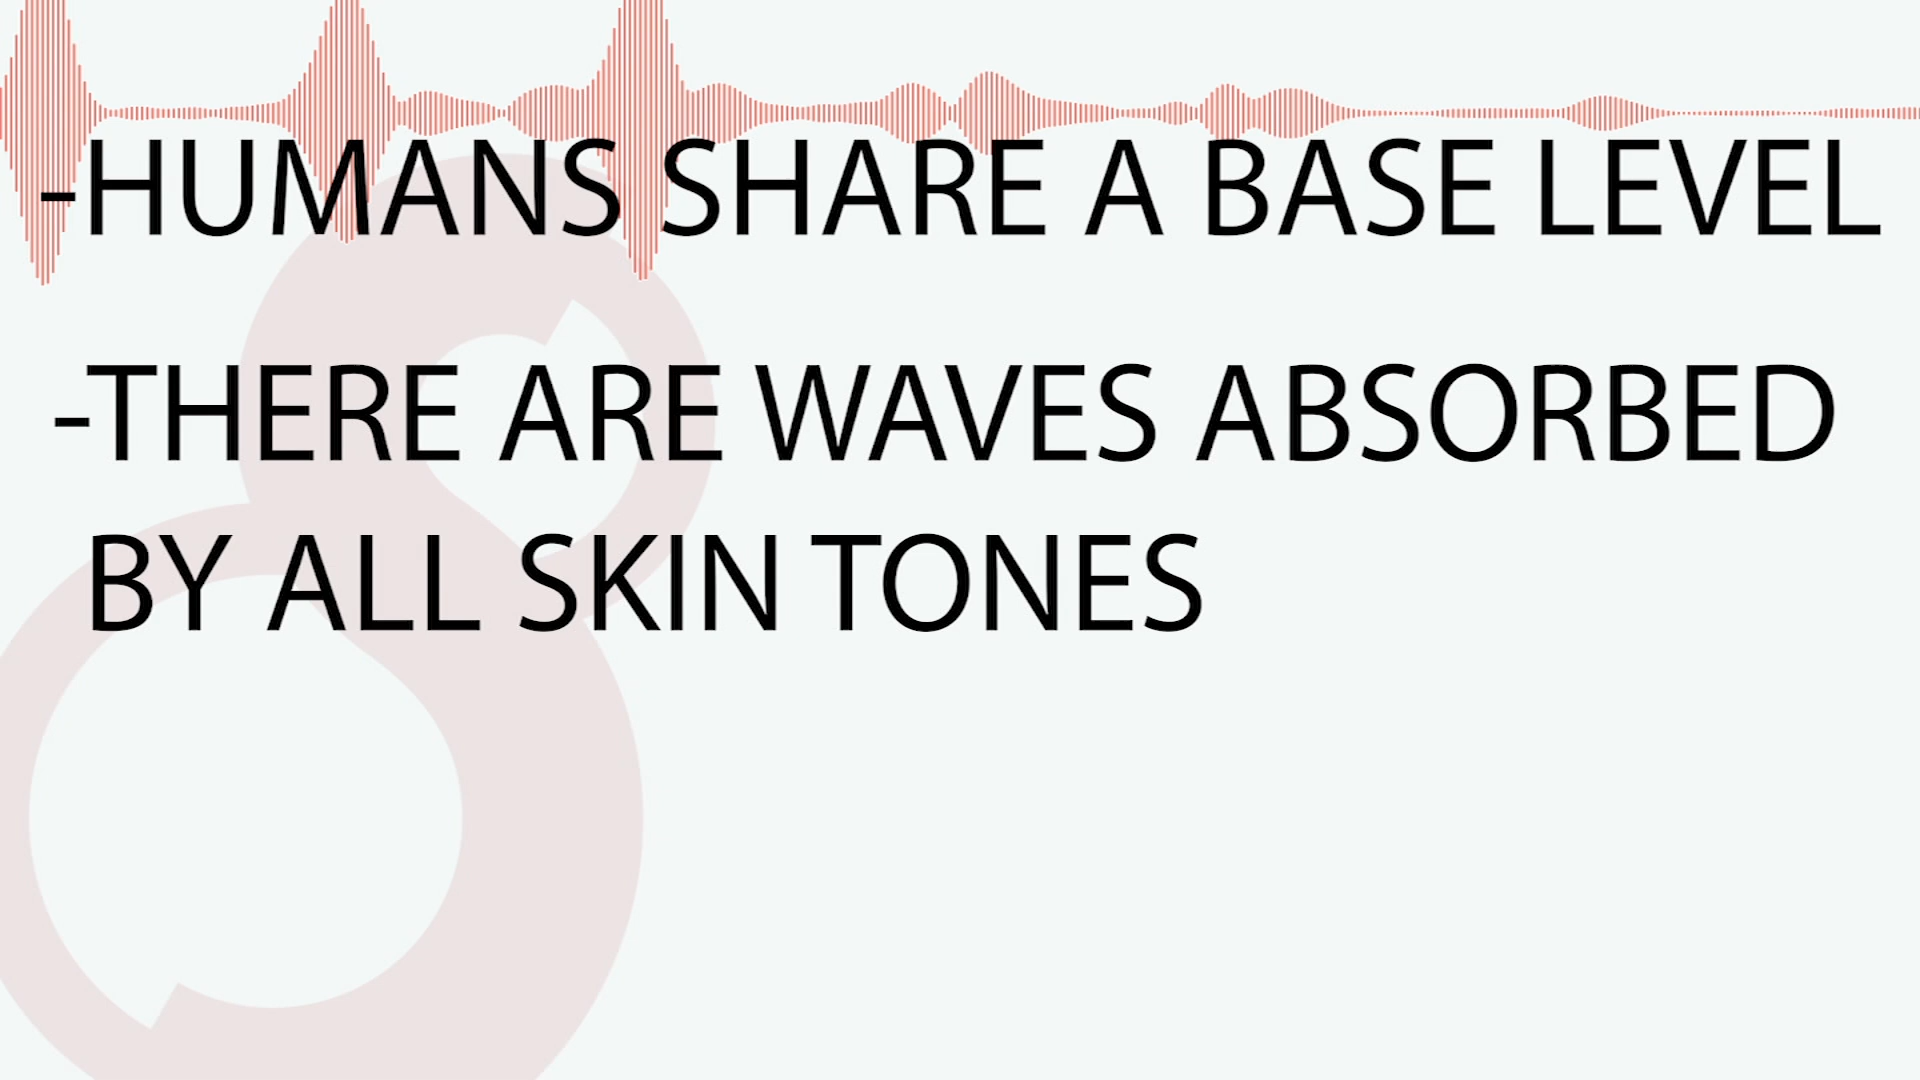 -HUMANS SHARE A BASE LEVEL
-THERE ARE WAVES ABSORBED
BY ALL SKIN TONES